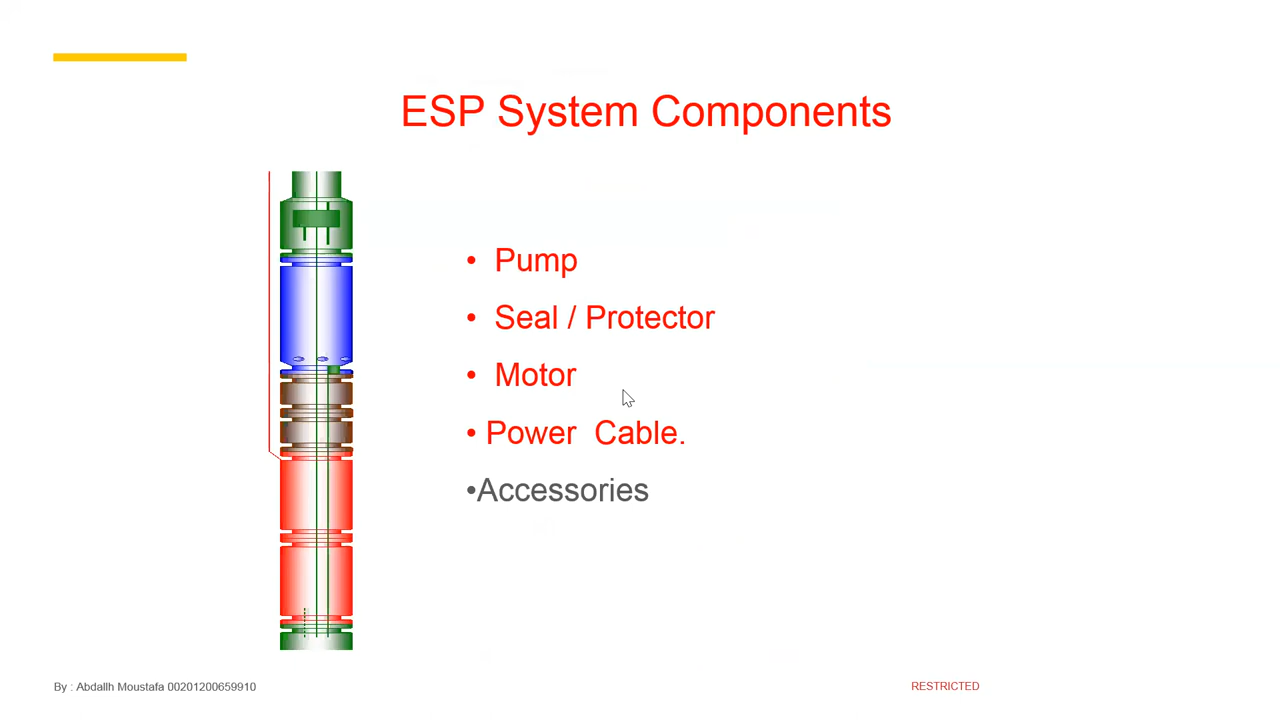 ESP System Components
• Pump
• Seal / Protector
• Motor
• Power Cable.
•Accessories
By : Abdallh Moustafa 00201200659910
RESTRICTED